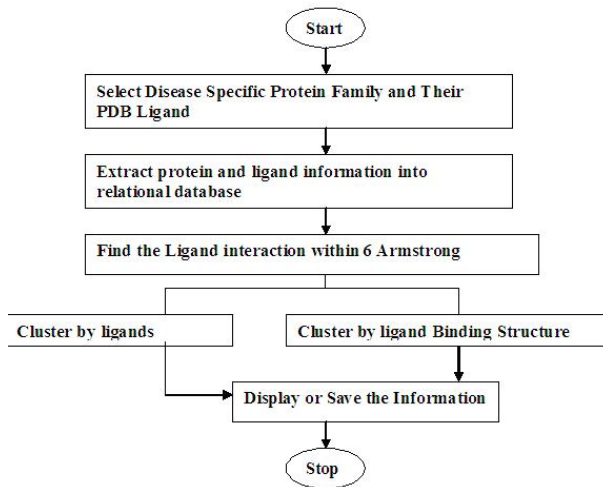 Start
Select Disease Specific Protein Family and Their
PDB Ligand
Extract protein and ligand information into
relational database
Find the Ligand interaction within 6 Armstrong
Cluster by ligands
Cluster by ligand Binding Structure
Display or Save the Information
Stop